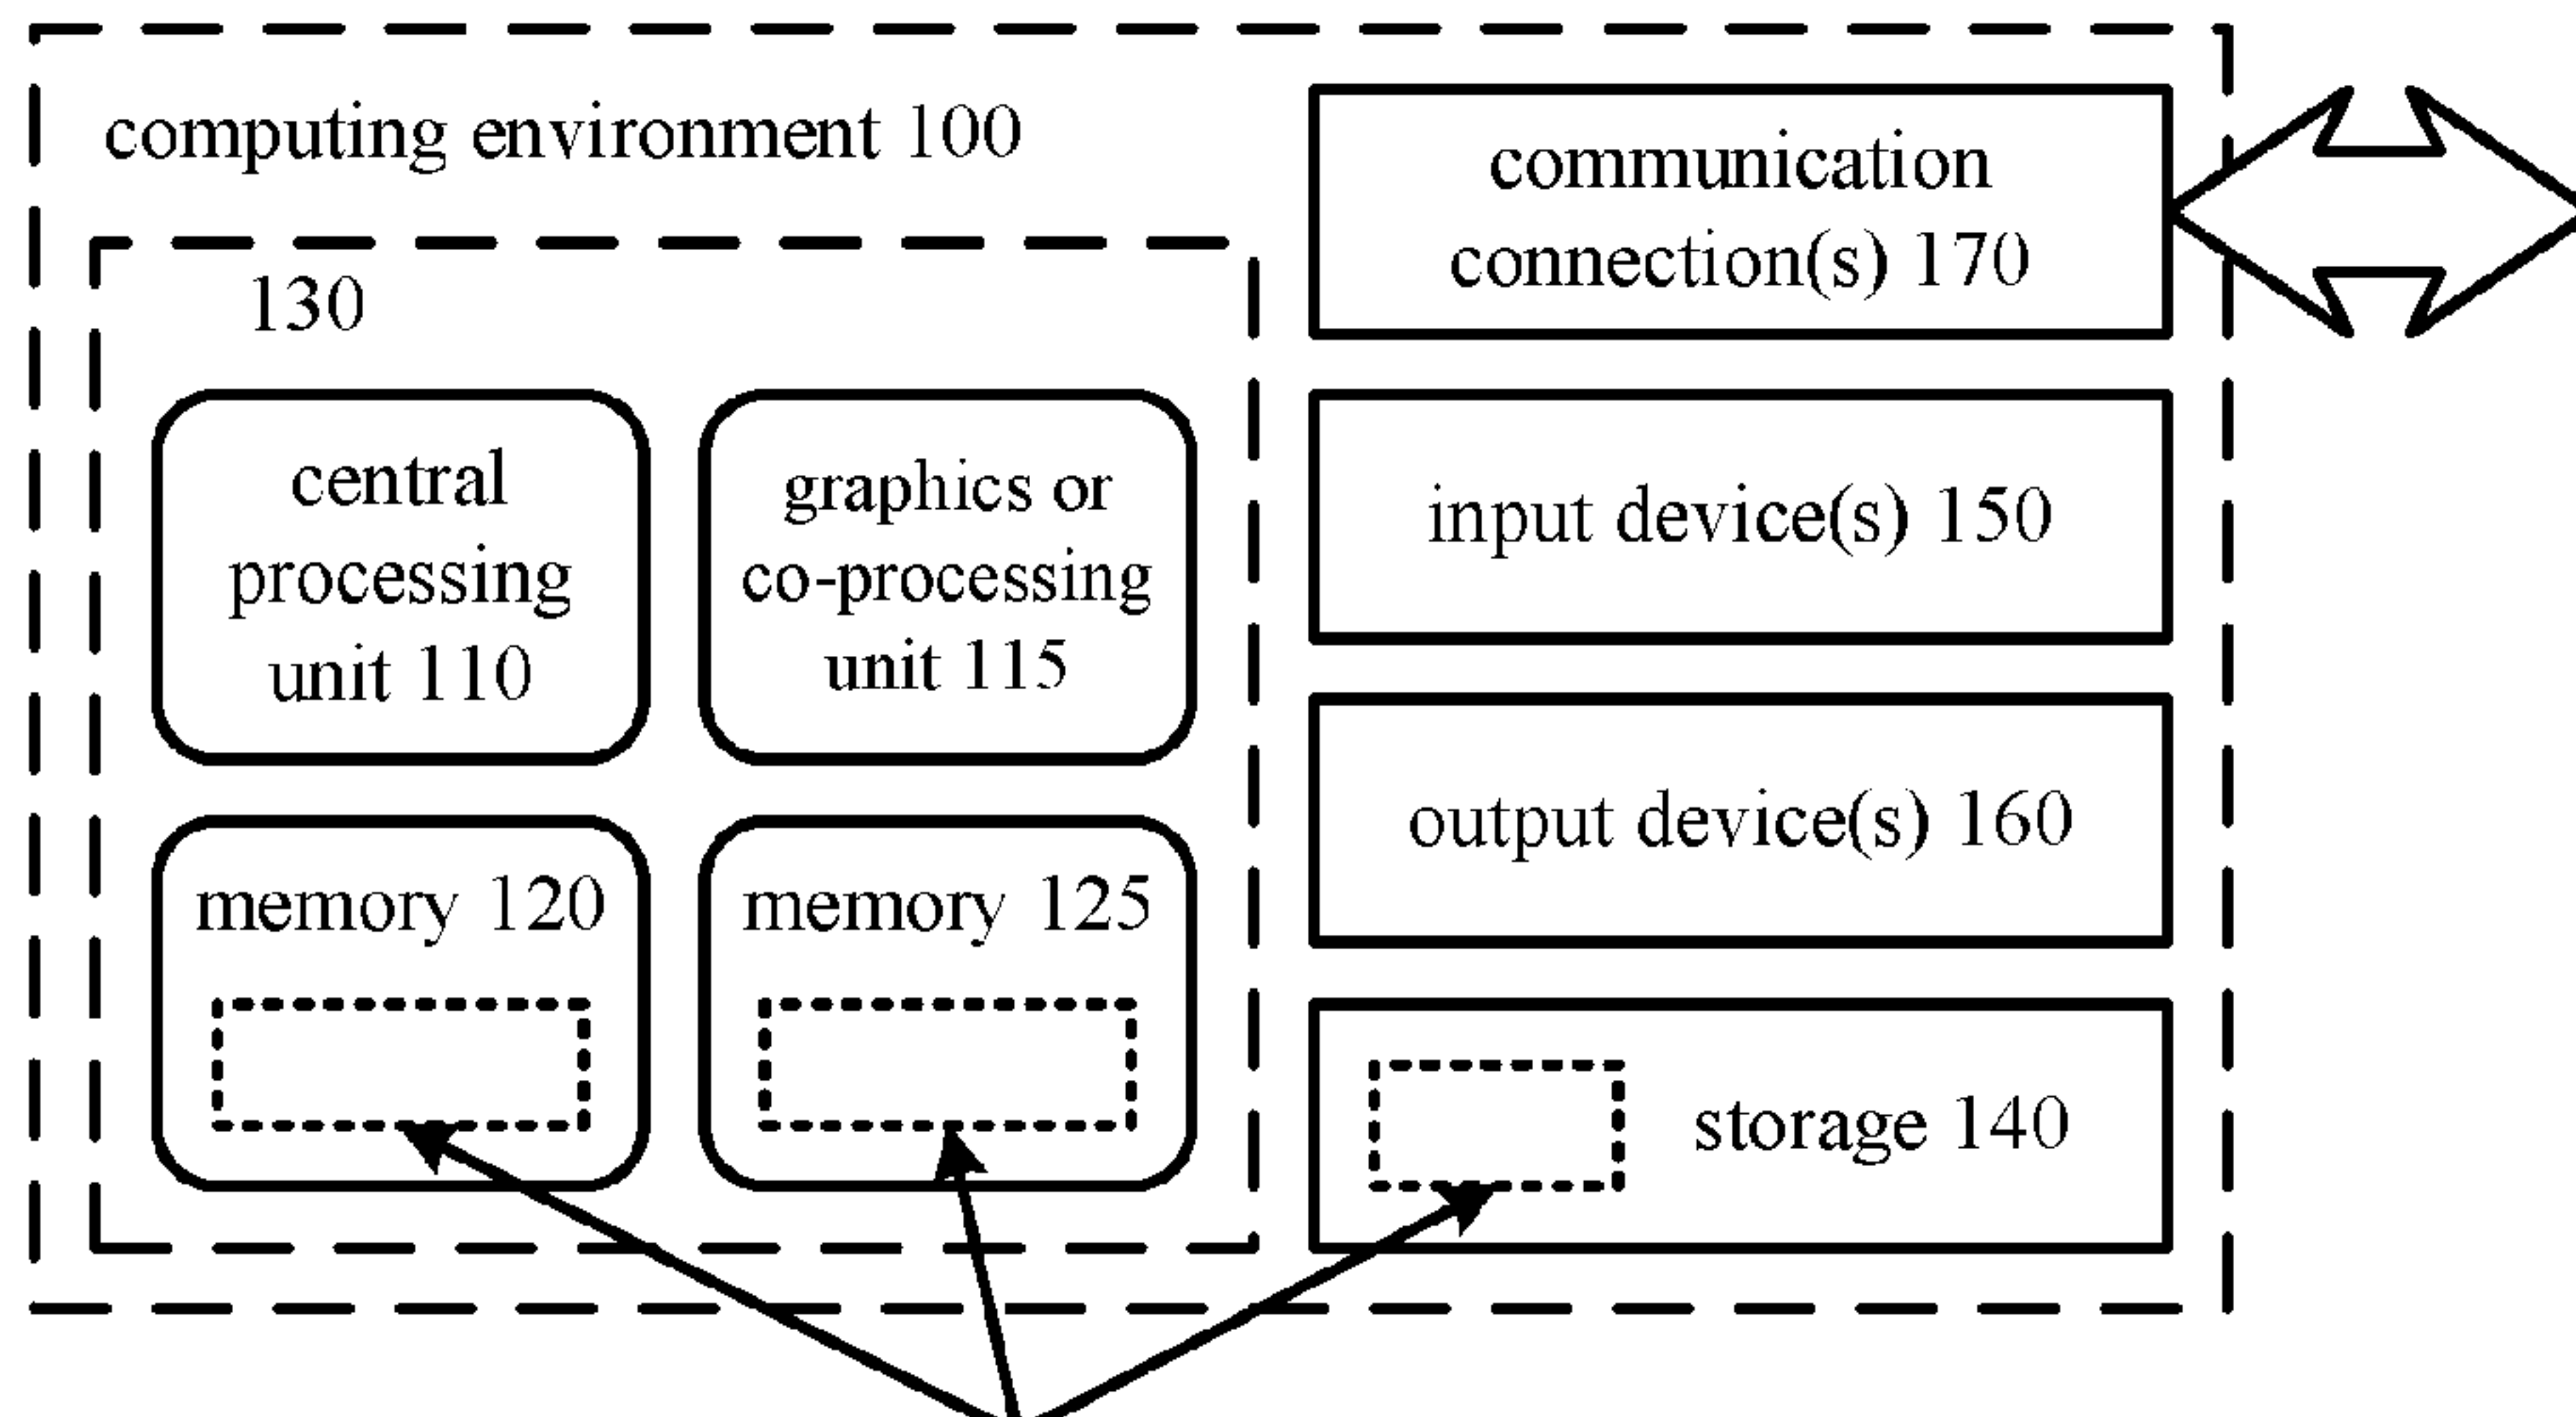 computing environment 100
130
central
processing
unit 110
graphics or
co-processing
unit 115
memory 120
memory 125
communication
connection(s) 170
input device(s) 150
output device(s) 160
storage 140